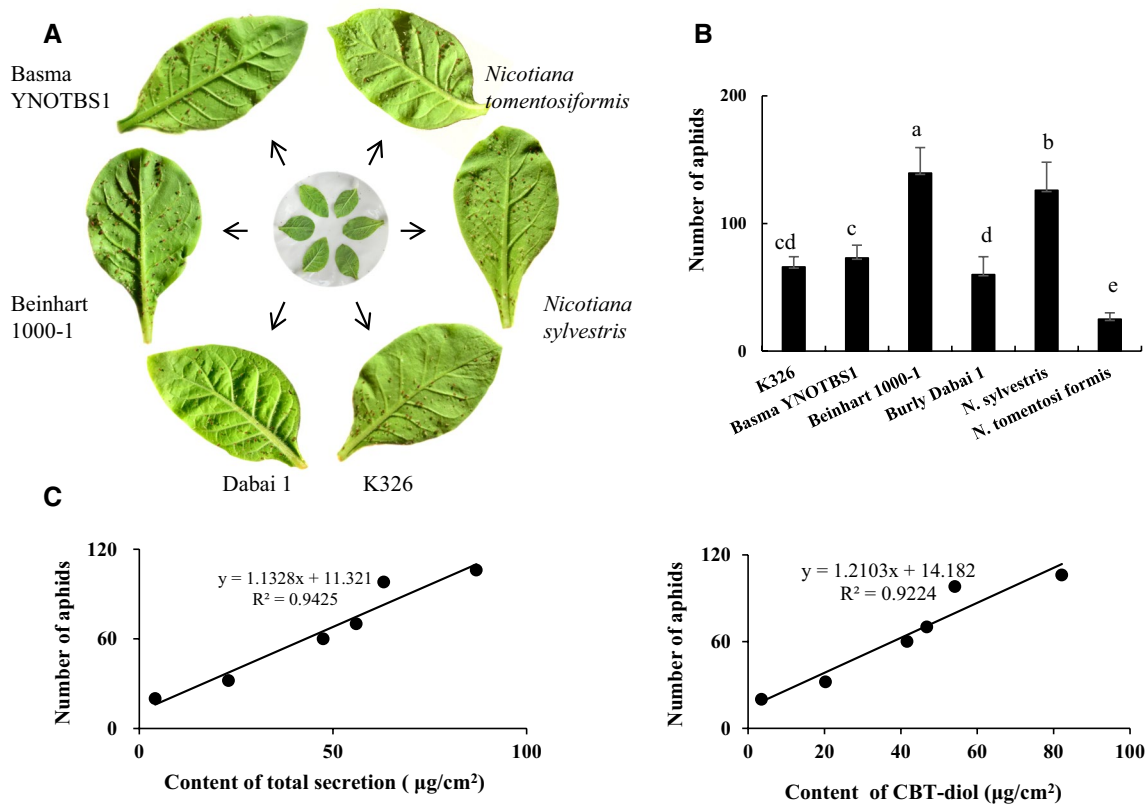 A
Basma
YNOTBS1
Nicotiana
tomentosiformis
Beinhart
1000-1
Nicotiana
sylvestris
Dabai 1
K326
B
Number of aphids
200
100
0
cd
c
a
d
b
e
K326
Basma YNOTBS1
Beinhart 1000-1
Burly Dabai 1
N. sylvestris
N. tomentosi formis
C
Number of aphids
120
60
0
y = 1.1328x + 11.321
R² = 0.9425
0
50
100
Content of total secretion ( μg/cm²)
Number of aphids
120
60
0
y = 1.2103x + 14.182
R² = 0.9224
0
20
40
60
80
100
Content of CBT-diol (μg/cm²)